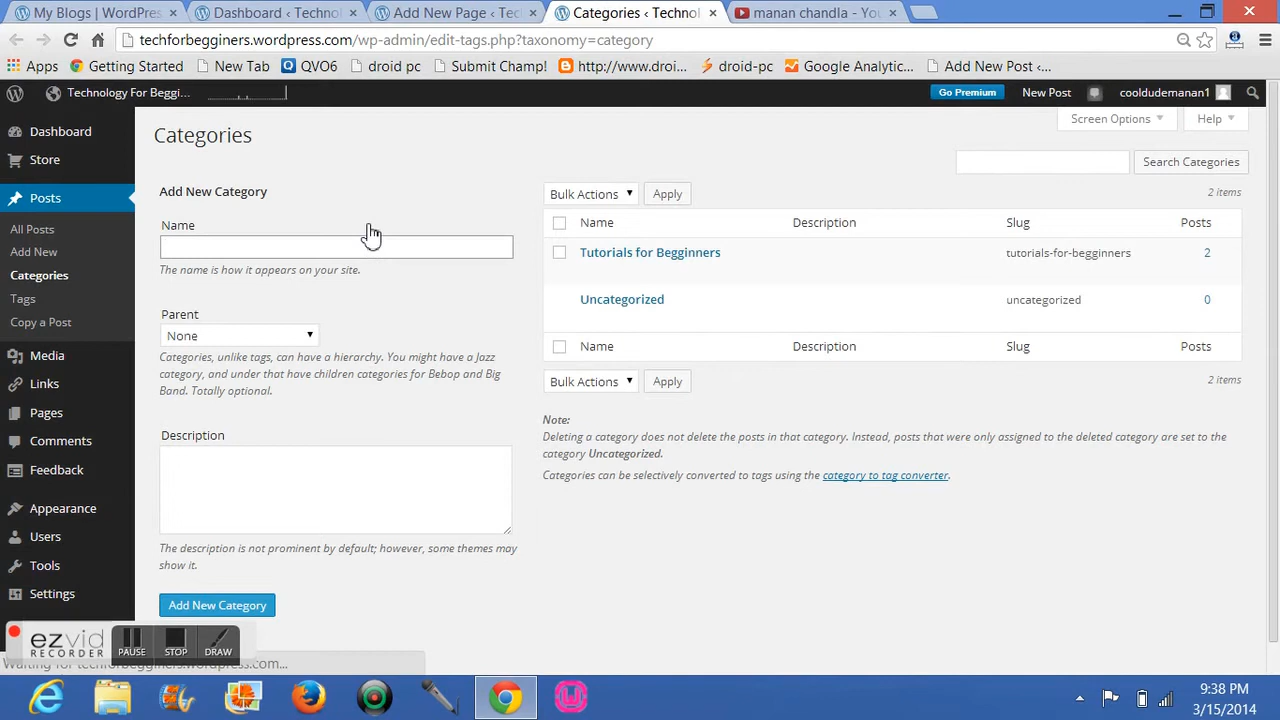 My Blogs | WordPress
Dashboard ‹ Technol
Add New Page ‹ Tec
Categories ‹ Technol
manan chandla - You
techforbegginers.wordpress.com/wp-admin/edit-tags.php?taxonomy=category
Apps
Getting Started
New Tab
QVO6
droid pc
Submit Champ!
http://www.droi...
droid-pc
Google Analytic...
Add New Post ‹...
Technology For Beggi...
Go Premium
New Post
cooldudemanan1
Dashboard
Store
Posts
All Posts
Add New
Categories
Tags
Copy a Post
Media
Links
Pages
Comments
Feedback
Appearance
Users
Tools
Settings
Categories
Screen Options
Help
Search Categories
Add New Category
Name
The name is how it appears on your site.
Parent
None
Categories, unlike tags, can have a hierarchy. You might have a Jazz
category, and under that have children categories for Bebop and Big
Band. Totally optional.
Description
The description is not prominent by default; however, some themes may
show it.
Add New Category
Bulk Actions
Apply
2 items
Name Description Slug Posts
Tutorials for Begginners tutorials-for-begginners 2
Uncategorized uncategorized 0
Name Description Slug Posts
Bulk Actions
Apply
2 items
Note:
Deleting a category does not delete the posts in that category. Instead, posts that were only assigned to the deleted category are set to the
category Uncategorized.
Categories can be selectively converted to tags using the category to tag converter.
ezvid
RECORDER
PAUSE
STOP
DRAW
Waiting for techforbegginers.wordpress.com...
9:38 PM
3/15/2014